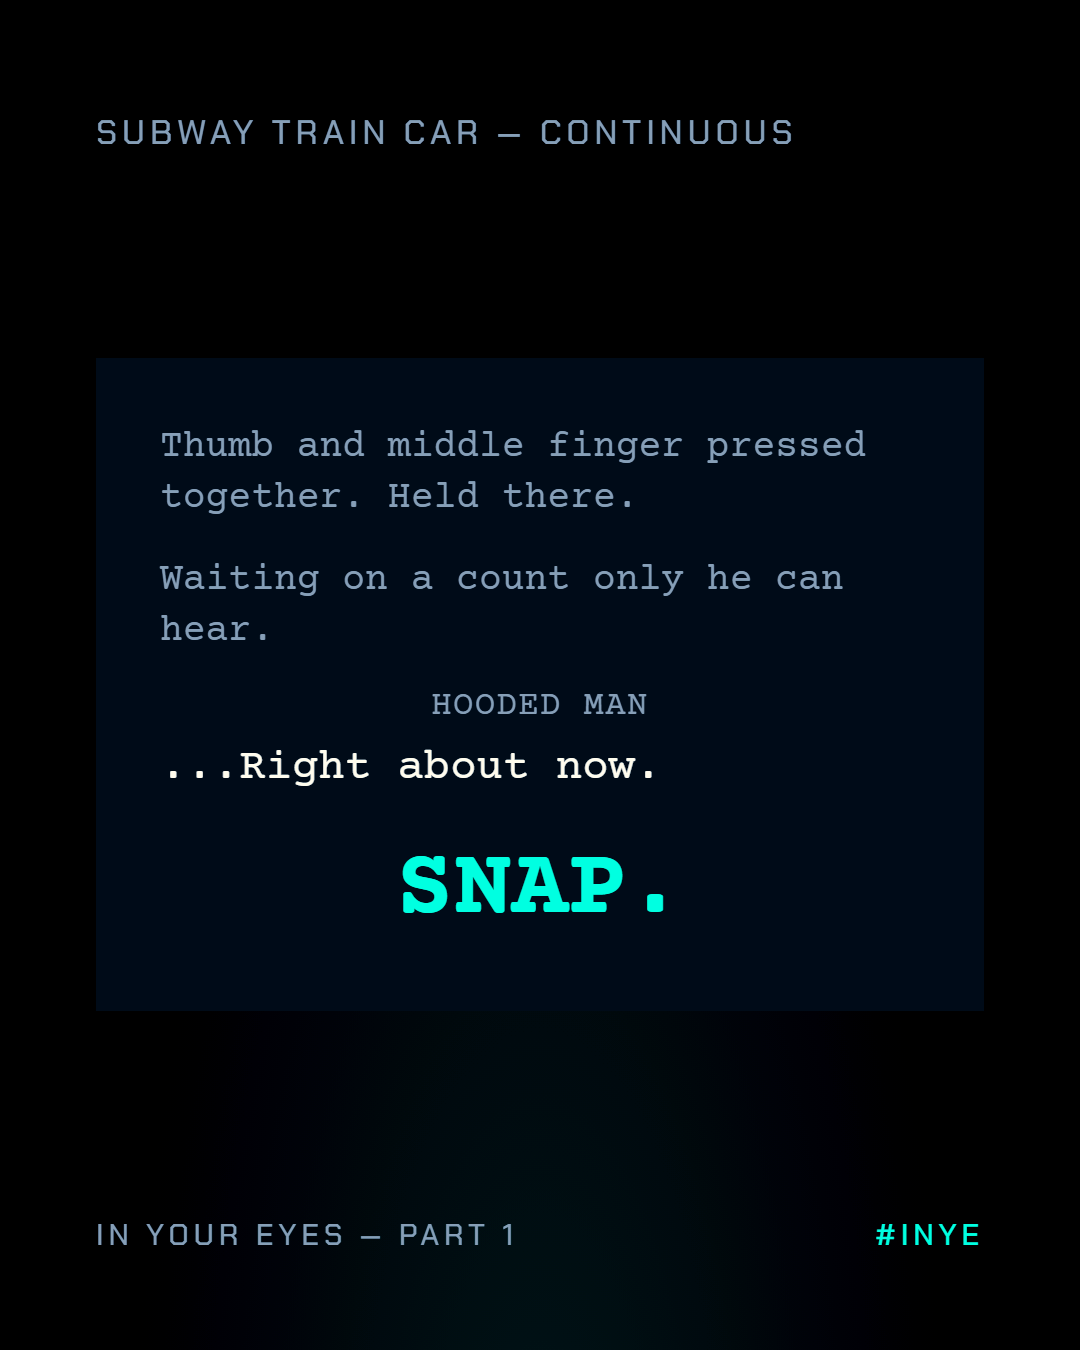 SUBWAY TRAIN CAR — CONTINUOUS
Thumb and middle finger pressed
together. Held there.
Waiting on a count only he can
hear.
HOODED MAN
...Right about now.
SNAP.
IN YOUR EYES — PART 1
#INYE